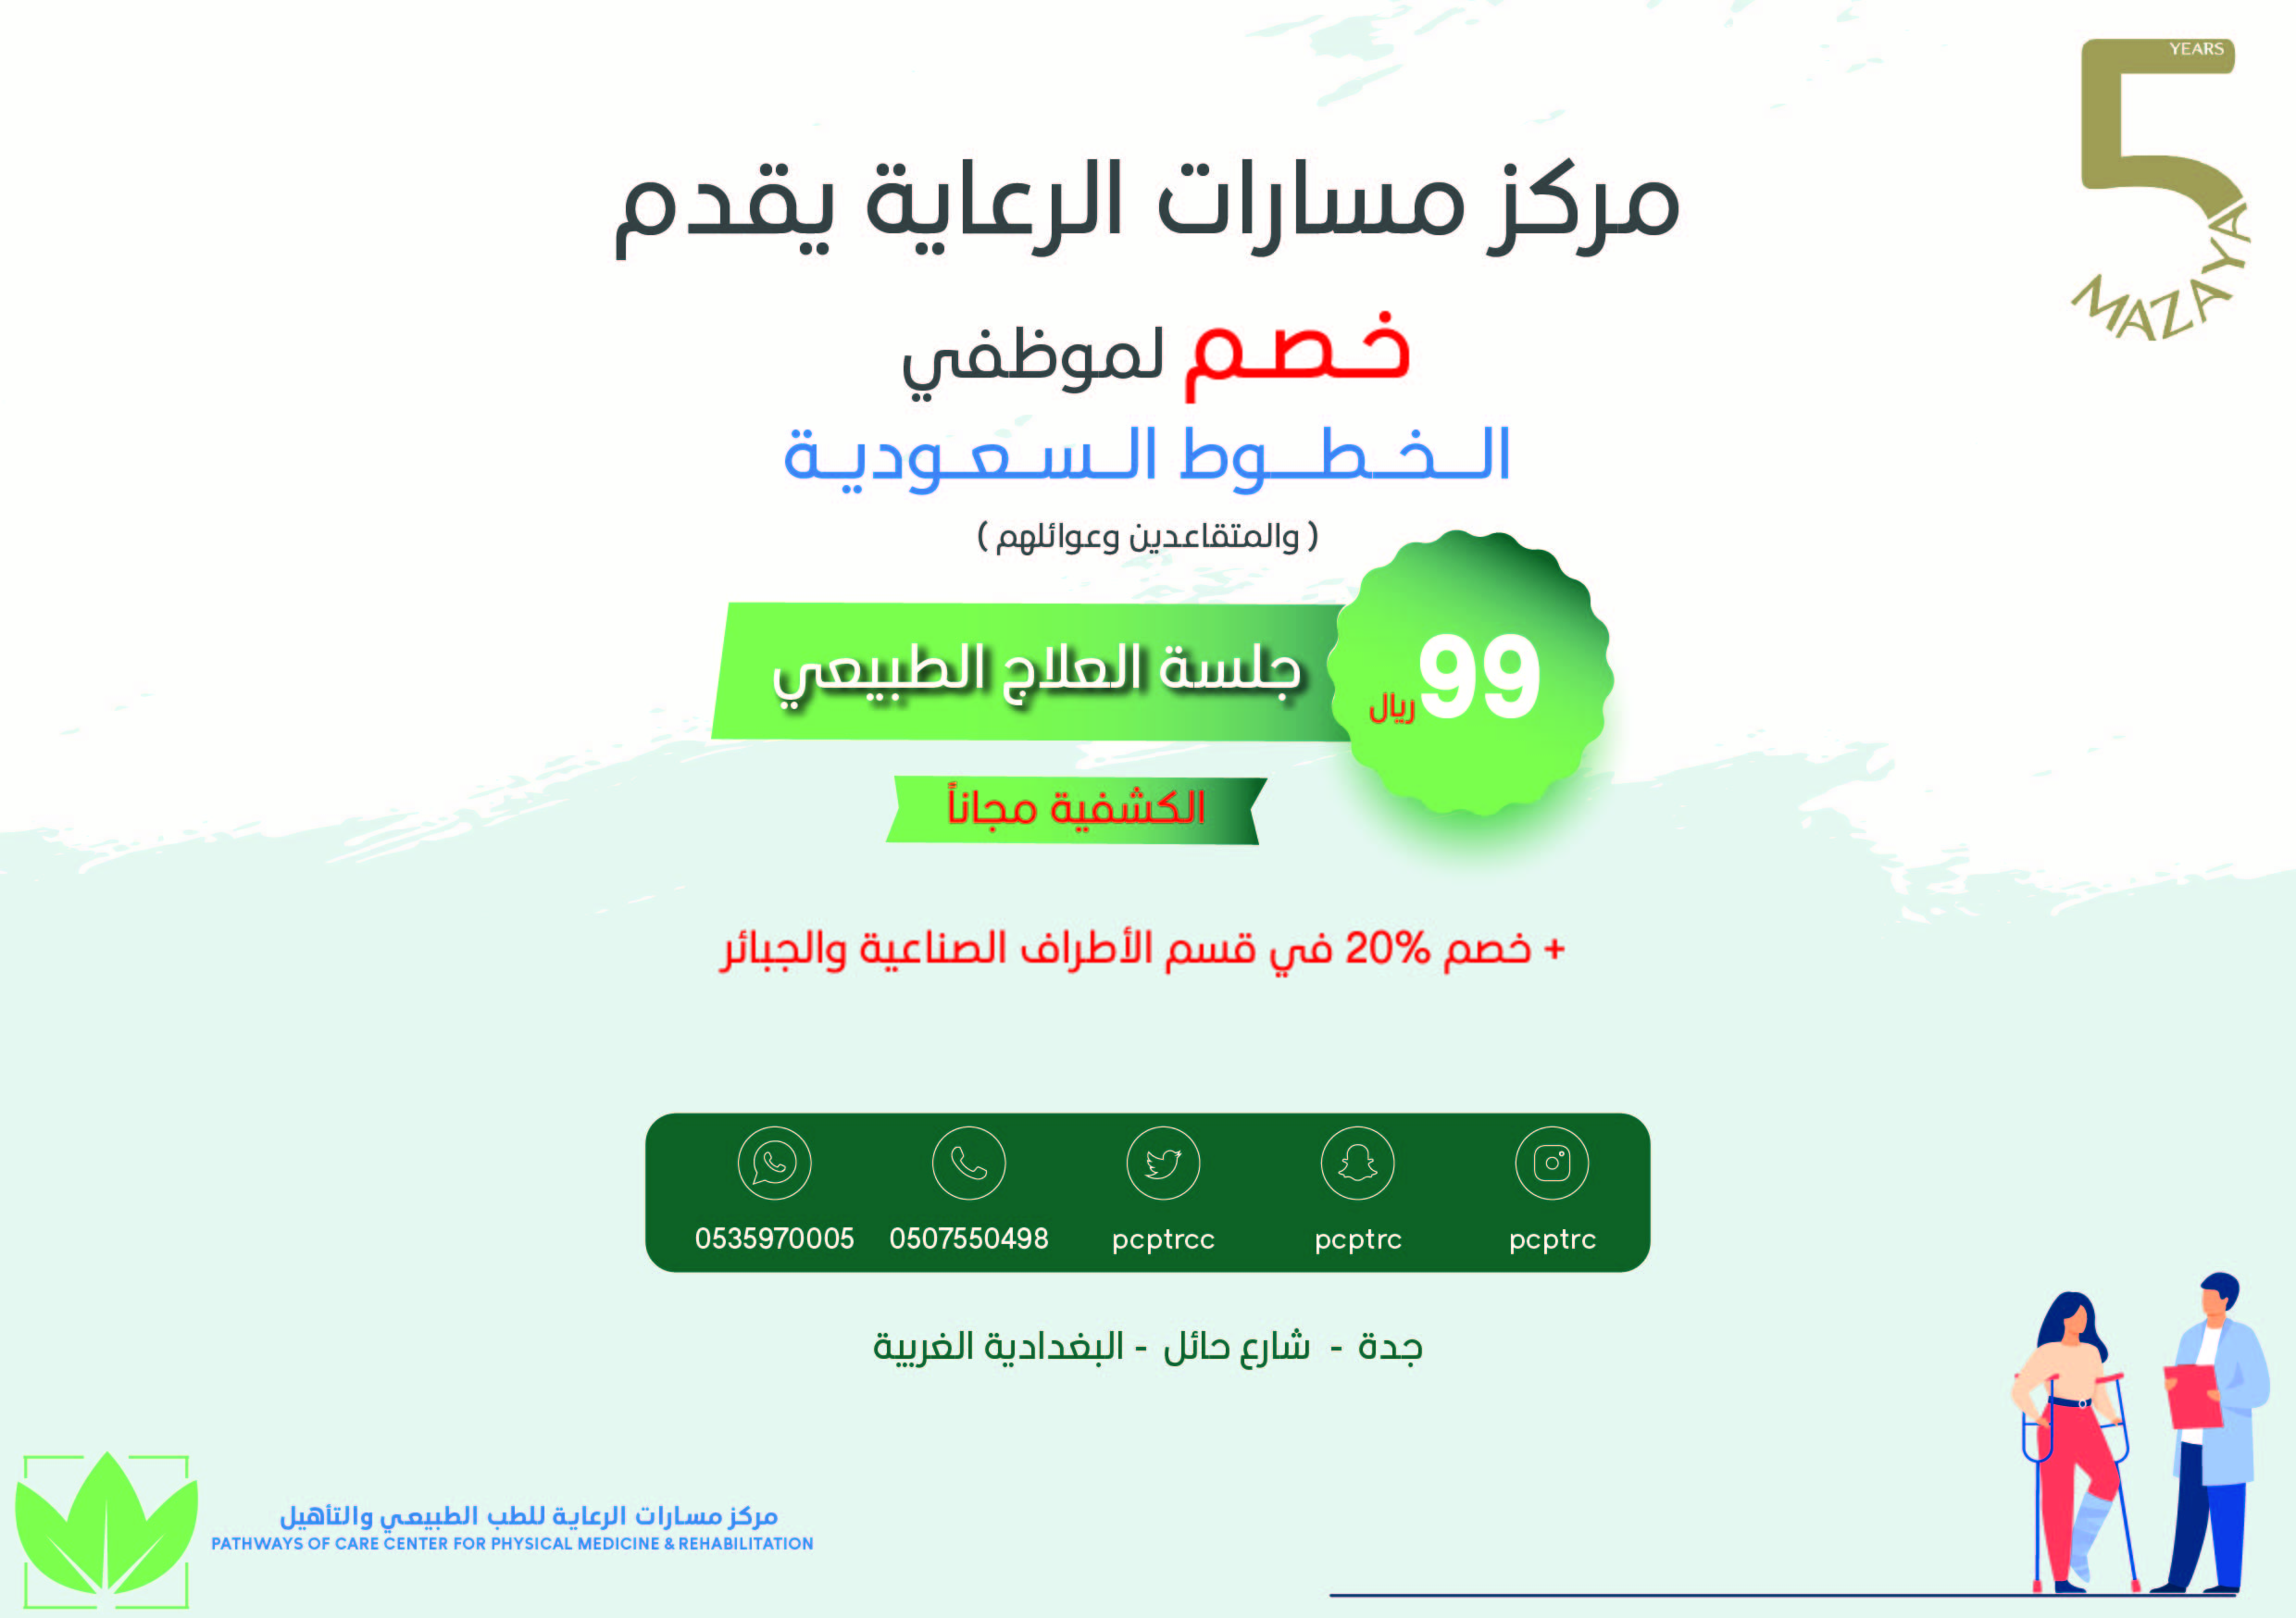 YEARS
5
MAZAYA
مركز مسارات الرعاية يقدم
خصم لموظفي
الخطوط السعودية
( والمتقاعدين وعوائلهم )
99 ريال
جلسة العلاج الطبيعي
الكشفية مجاناً
+ خصم 20% في قسم الأطراف الصناعية والجبائر
0535970005 0507550498 pcptrcc pcptrc pcptrc
جدة - شارع حائل - البغدادية الغربية
مركز مسارات الرعاية للطب الطبيعي والتأهيل
PATHWAYS OF CARE CENTER FOR PHYSICAL MEDICINE & REHABILITATION